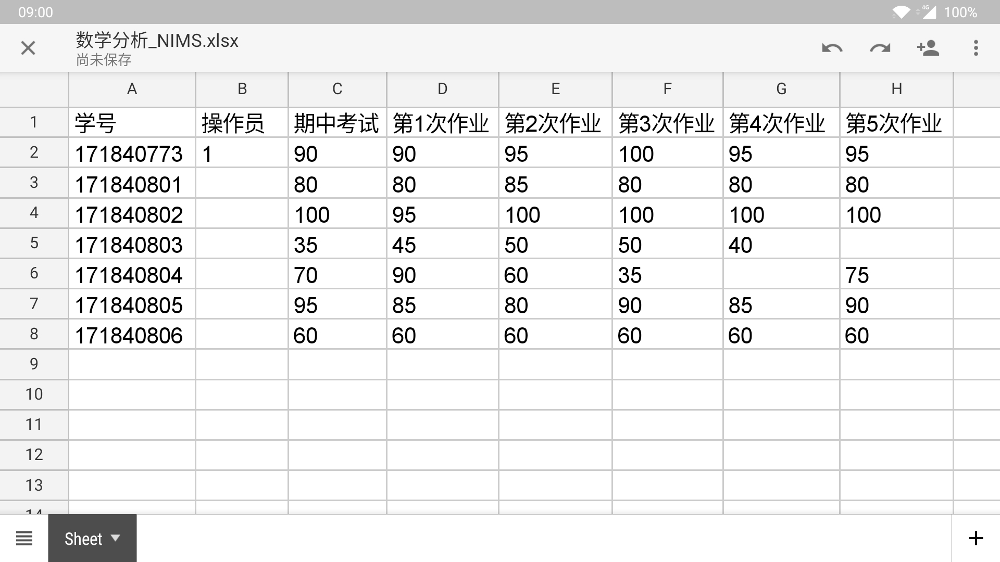 09:00 4G 100%
数学分析_NIMS.xlsx
尚未保存
A B C D E F G H
1 学号 操作员 期中考试 第1次作业 第2次作业 第3次作业 第4次作业 第5次作业
2 171840773 1 90 90 95 100 95 95
3 171840801 80 80 85 80 80 80
4 171840802 100 95 100 100 100 100
5 171840803 35 45 50 50 40
6 171840804 70 90 60 35 75
7 171840805 95 85 80 90 85 90
8 171840806 60 60 60 60 60 60
9
10
11
12
13
14
Sheet